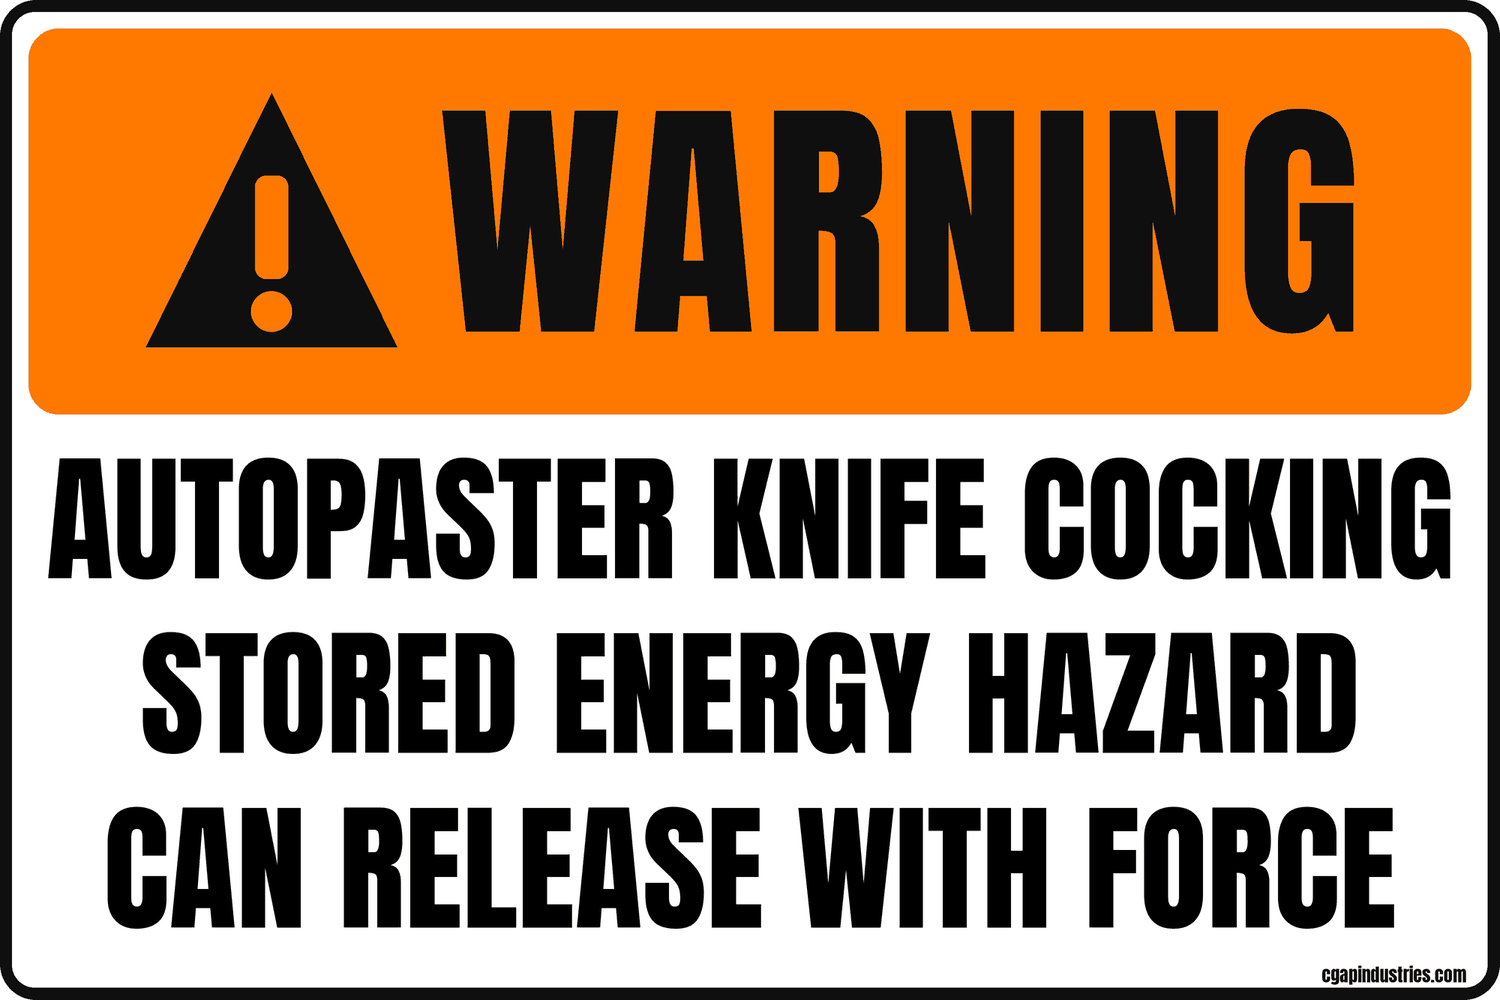 WARNING
AUTOPASTER KNIFE COCKING
STORED ENERGY HAZARD
CAN RELEASE WITH FORCE
cgapindustries.com